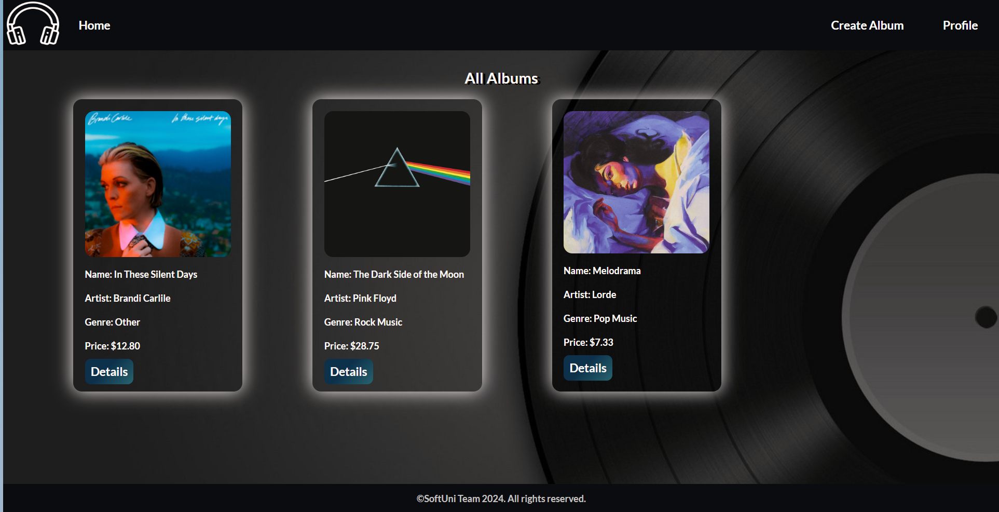 Home
Create Album
Profile
All Albums
Brandi Carlile
In these silent days
Name: In These Silent Days
Artist: Brandi Carlile
Genre: Other
Price: $12.80
Details
Name: The Dark Side of the Moon
Artist: Pink Floyd
Genre: Rock Music
Price: $28.75
Details
Name: Melodrama
Artist: Lorde
Genre: Pop Music
Price: $7.33
Details
©SoftUni Team 2024. All rights reserved.